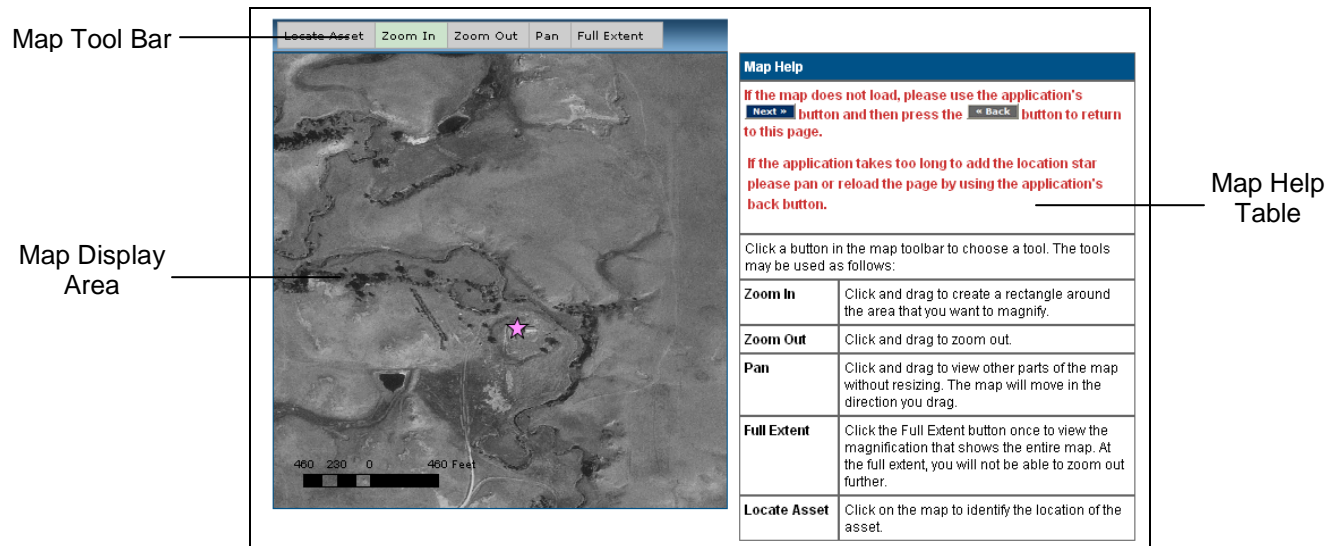 Map Tool Bar
Locate Asset Zoom In Zoom Out Pan Full Extent
Map Display
Area
460 230 0 460 Feet
Map Help
If the map does not load, please use the application's
Next » button and then press the « Back button to return
to this page.
If the application takes too long to add the location star
please pan or reload the page by using the application's
back button.
Map Help
Table
Click a button in the map toolbar to choose a tool. The tools
may be used as follows:
Zoom In Click and drag to create a rectangle around
the area that you want to magnify.
Zoom Out Click and drag to zoom out.
Pan Click and drag to view other parts of the map
without resizing. The map will move in the
direction you drag.
Full Extent Click the Full Extent button once to view the
magnification that shows the entire map. At
the full extent, you will not be able to zoom out
further.
Locate Asset Click on the map to identify the location of the
asset.